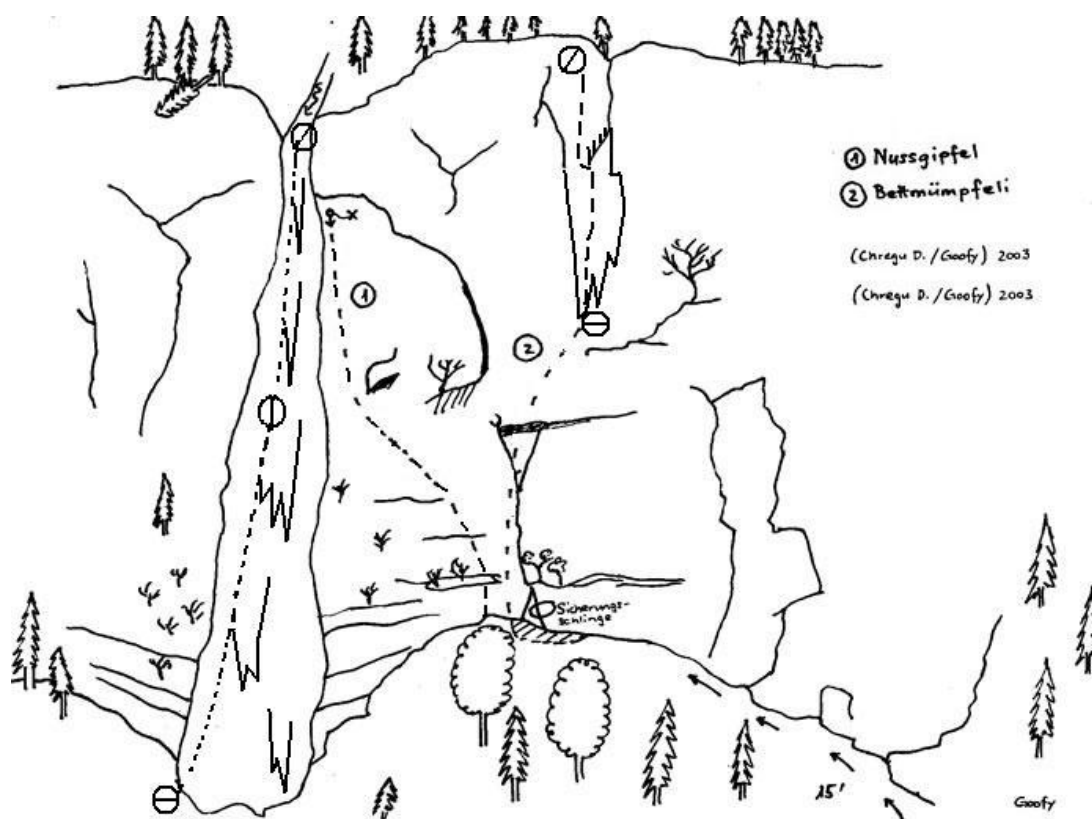 ① Nussgipfel
② Bettmümpfeli
(Chregu D./Goofy) 2003
(Chregu D./Goofy) 2003
x
①
②
Sicherungs-
schlinge
15'
Goofy